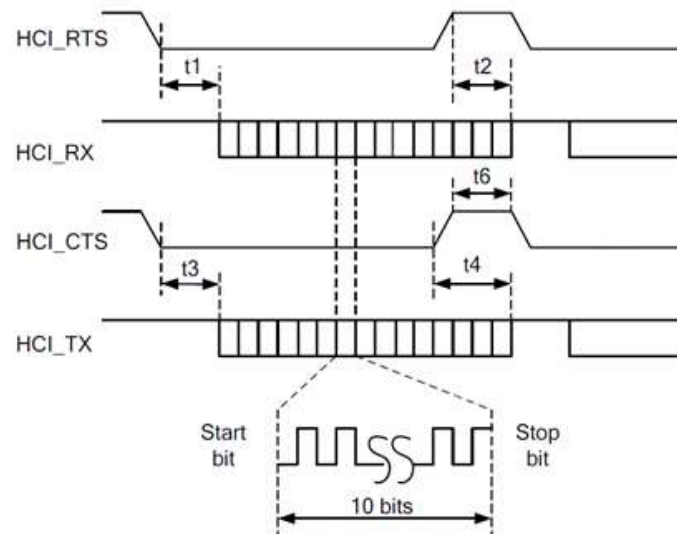 HCI_RTS
t1
t2
HCI_RX
t6
HCI_CTS
t3
t4
HCI_TX
Start
bit
Stop
bit
10 bits